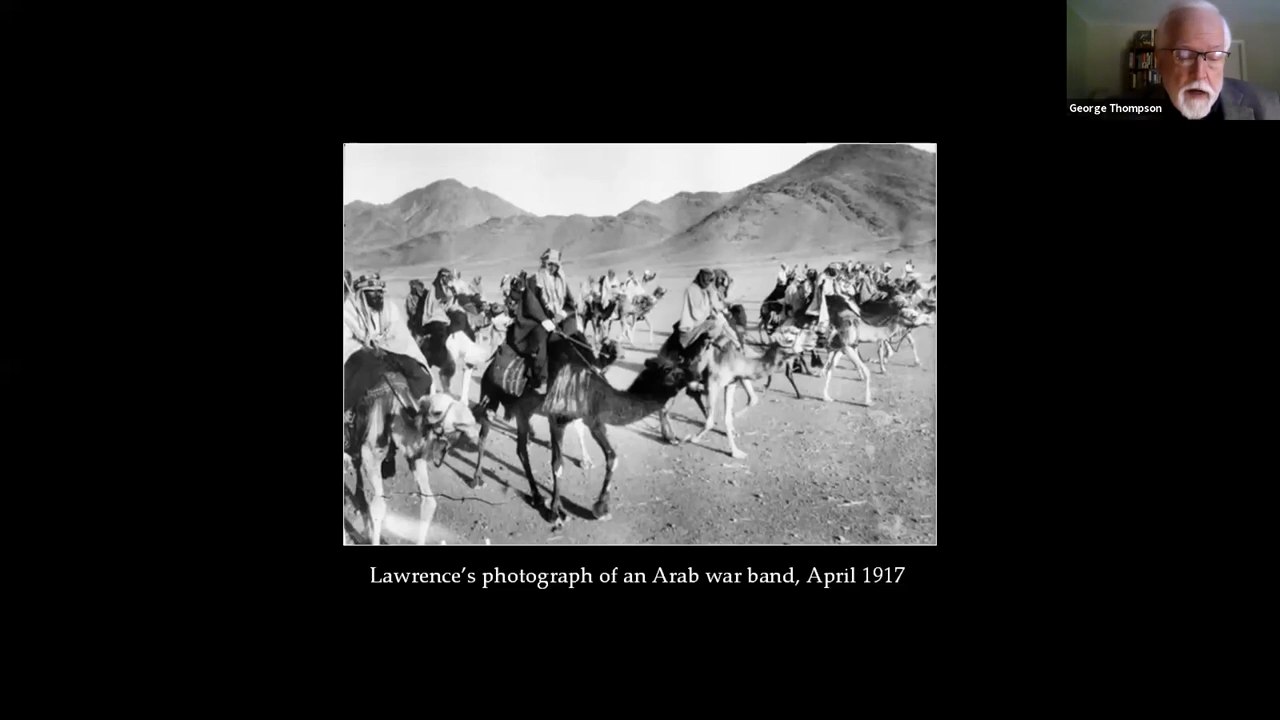 George Thompson
Lawrence’s photograph of an Arab war band, April 1917